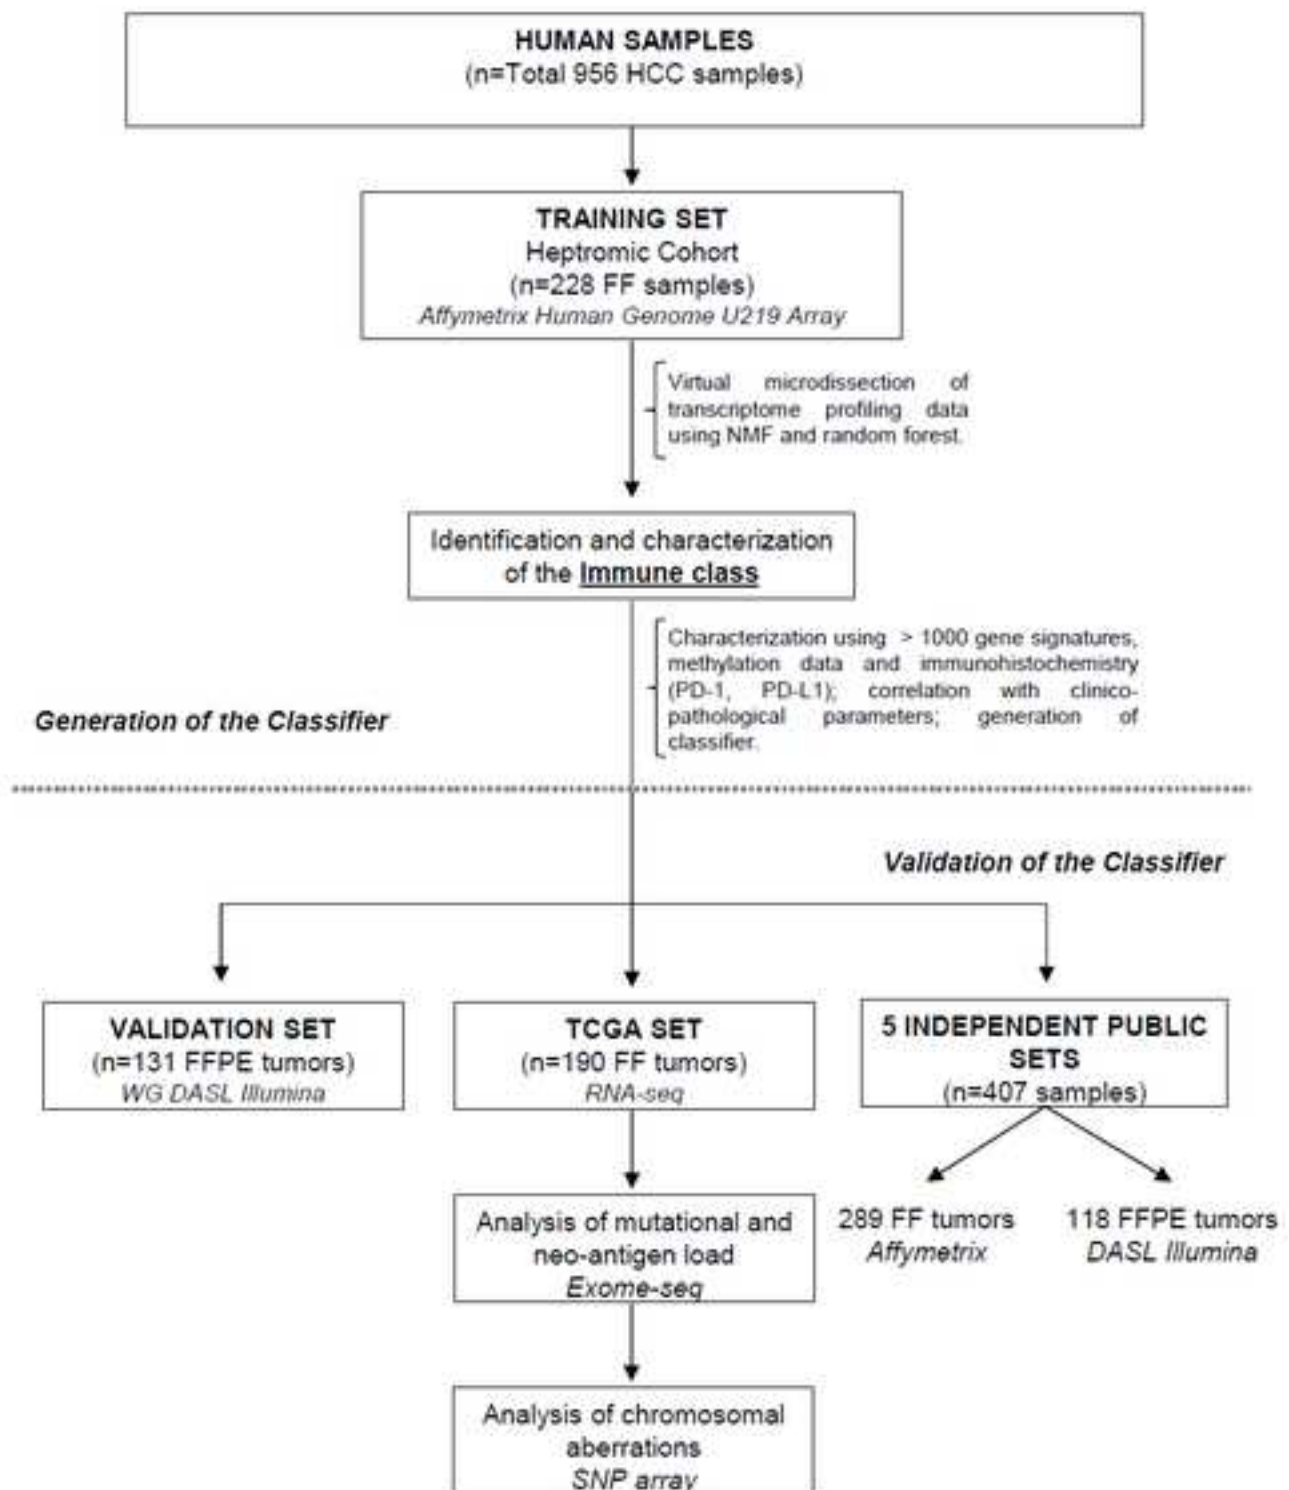 HUMAN SAMPLES
(n=Total 956 HCC samples)
TRAINING SET
Heptromic Cohort
(n=228 FF samples)
Affymetrix Human Genome U219 Array
Virtual microdissection of
transcriptome profiling data
using NMF and random forest.
Identification and characterization
of the Immune class
Characterization using > 1000 gene signatures,
methylation data and immunohistochemistry
(PD-1, PD-L1); correlation with clinico-
pathological parameters; generation of
classifier.
Generation of the Classifier
Validation of the Classifier
VALIDATION SET
(n=131 FFPE tumors)
WG DASL Illumina
TCGA SET
(n=190 FF tumors)
RNA-seq
5 INDEPENDENT PUBLIC
SETS
(n=407 samples)
Analysis of mutational and
neo-antigen load
Exome-seq
289 FF tumors
Affymetrix
118 FFPE tumors
DASL Illumina
Analysis of chromosomal
aberrations
SNP array